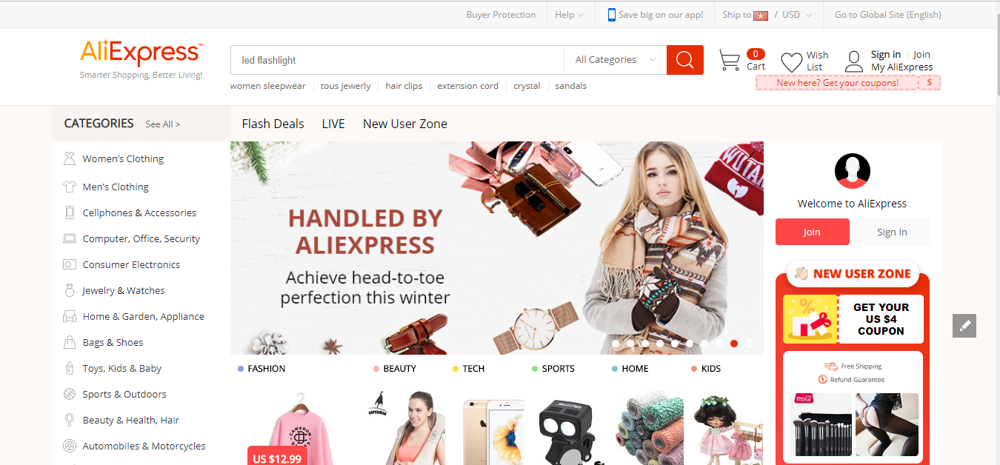 Buyer Protection
Help
Save big on our app!
Ship to / USD
Go to Global Site (English)
AliExpress™
Smarter Shopping, Better Living!
led flashlight
All Categories
0
Cart
Wish
List
Sign in
Join
My AliExpress
New here? Get your coupons!
$
women sleepwear
tous jewerly
hair clips
extension cord
crystal
sandals
CATEGORIES
See All >
Flash Deals
LIVE
New User Zone
Women's Clothing
Men's Clothing
Cellphones & Accessories
Computer, Office, Security
Consumer Electronics
Jewelry & Watches
Home & Garden, Appliance
Bags & Shoes
Toys, Kids & Baby
Sports & Outdoors
Beauty & Health, Hair
Automobiles & Motorcycles
HANDLED BY
ALIEXPRESS
Achieve head-to-toe
perfection this winter
WUTAN
Welcome to AliExpress
Join
Sign In
NEW USER ZONE
%
GET YOUR
US $4
COUPON
Free Shipping
$
Refund Guarantee
msQ
FASHION
BEAUTY
TECH
SPORTS
HOME
KIDS
SUPERMAN
CAMERON
US $12.99